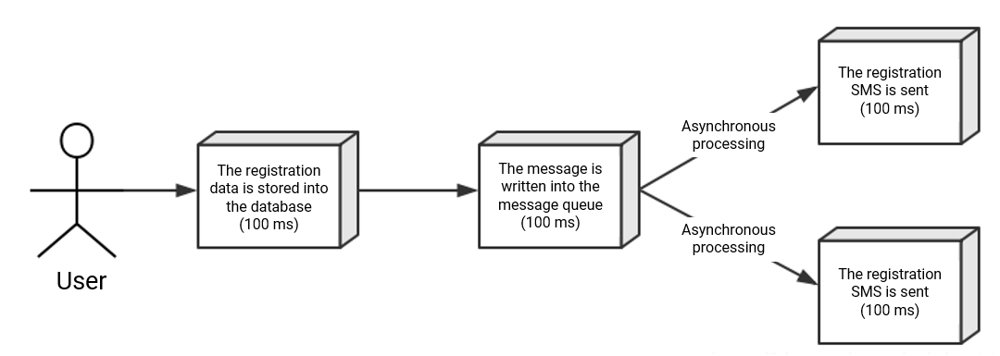 User
The registration
data is stored into
the database
(100 ms)
The message is
written into the
message queue
(100 ms)
Asynchronous
processing
The registration
SMS is sent
(100 ms)
Asynchronous
processing
The registration
SMS is sent
(100 ms)